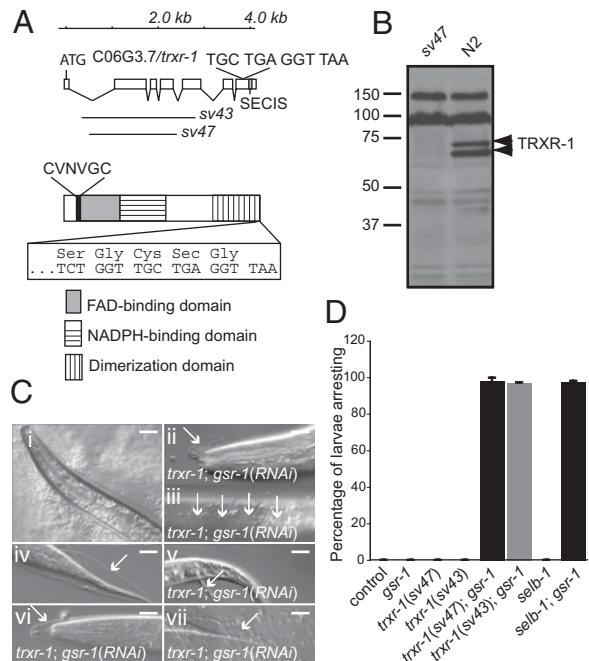 A
2.0 kb 4.0 kb
ATG C06G3.7/trxr-1 TGC TGA GGT TAA
SECIS
sv43
sv47
CVNVGC
Ser Gly Cys Sec Gly
...TCT GGT TGC TGA GGT TAA
FAD-binding domain
NADPH-binding domain
Dimerization domain
B
sv47 N2
150
100
75
50
37
TRXR-1
C
i
ii
trxr-1; gsr-1(RNAi)
iii
trxr-1; gsr-1(RNAi)
iv
v
trxr-1; gsr-1(RNAi)
vi
trxr-1; gsr-1(RNAi)
vii
trxr-1; gsr-1(RNAi)
D
Percentage of larvae arresting
120
100
80
60
40
20
0
control
gsr-1
trxr-1(sv47)
trxr-1(sv43)
trxr-1(sv47); gsr-1
trxr-1(sv43); gsr-1
selb-1
selb-1; gsr-1